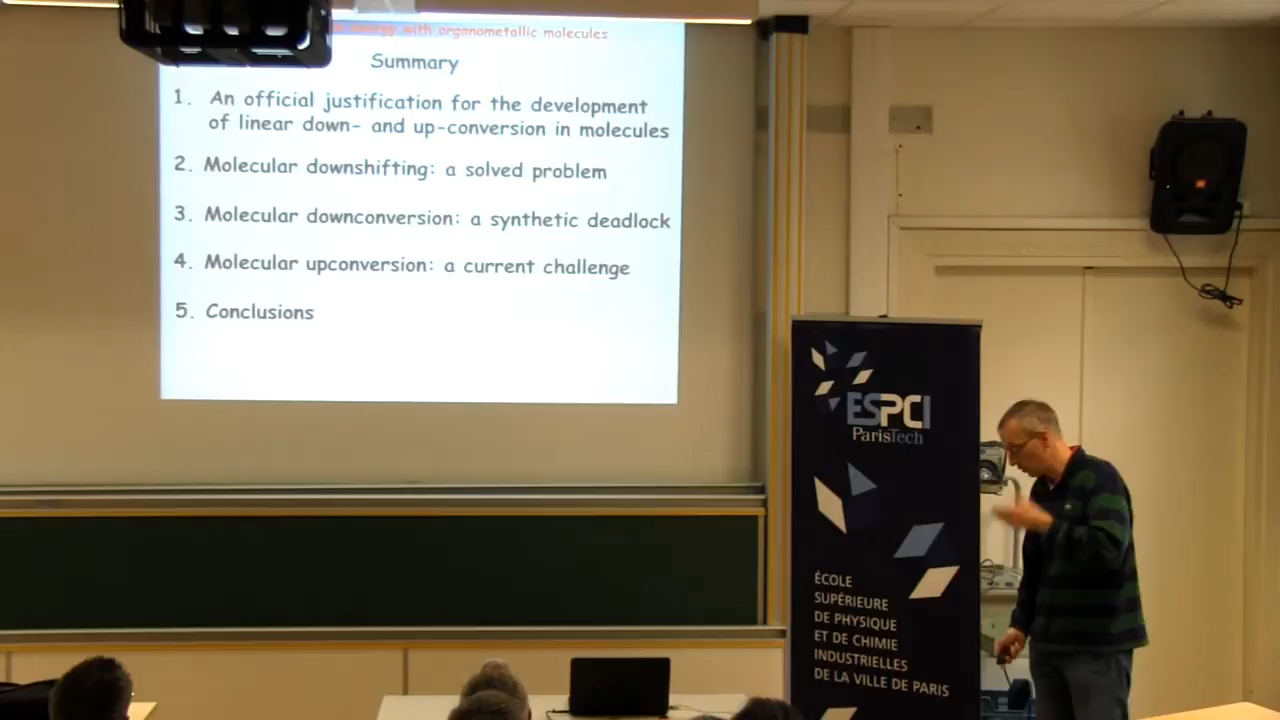 energy with organometallic molecules
Summary
1. An official justification for the development
of linear down- and up-conversion in molecules
2. Molecular downshifting: a solved problem
3. Molecular downconversion: a synthetic deadlock
4. Molecular upconversion: a current challenge
5. Conclusions
ESPCI
ParisTech
ÉCOLE
SUPÉRIEURE
DE PHYSIQUE
ET DE CHIMIE
INDUSTRIELLES
DE LA VILLE DE PARIS